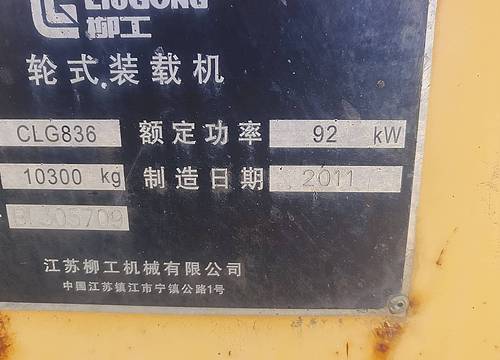 LIUGONG
柳工
轮式装载机
CLG836 额定功率 92 kW
10300 kg 制造日期 2011
江苏柳工机械有限公司
中国江苏镇江市宁镇公路1号